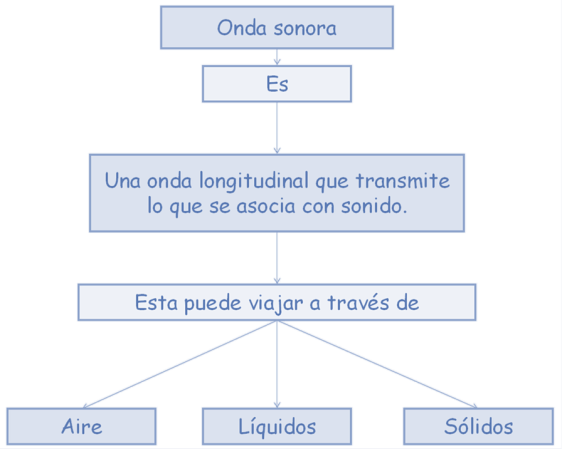 Onda sonora
Es
Una onda longitudinal que transmite
lo que se asocia con sonido.
Esta puede viajar a través de
Aire
Líquidos
Sólidos